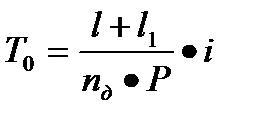 T₀ = (l + l₁) / (n_д • P) • i